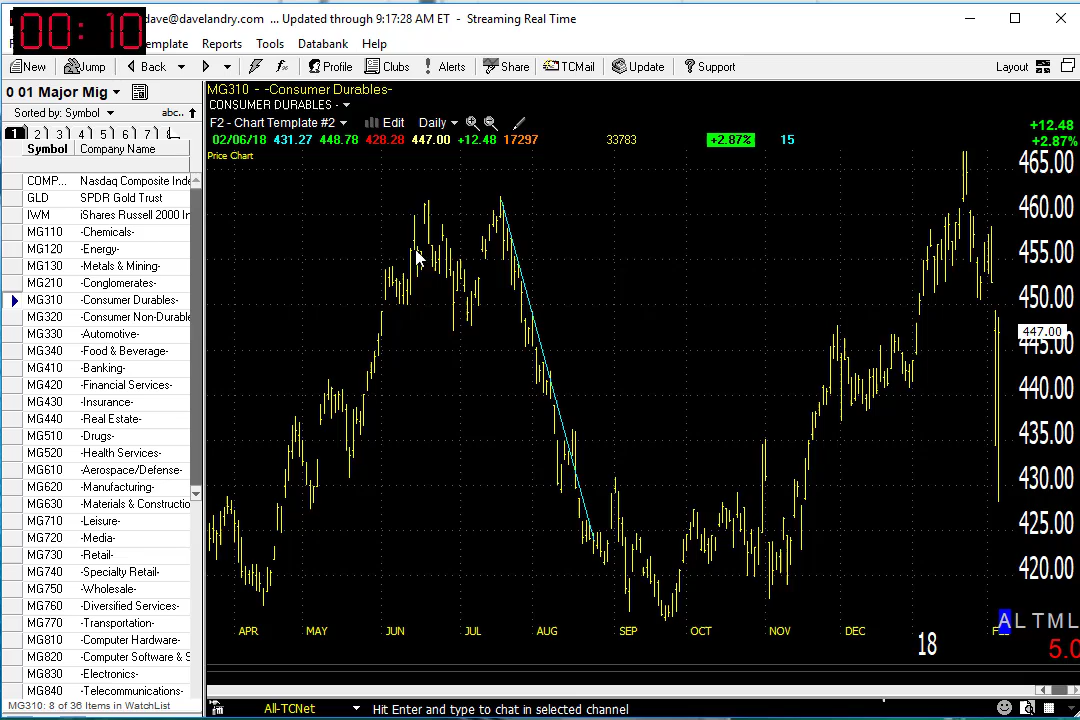 00:10
dave@davelandry.com ... Updated through 9:17:28 AM ET - Streaming Real Time
emplate Reports Tools Databank Help
New Jump Back Profile Clubs Alerts Share TCMail Update Support Layout
0 01 Major Mig
Sorted by: Symbol abc..
1 2 3 4 5 6 7 8
Symbol Company Name
COMP... Nasdaq Composite Inde
GLD SPDR Gold Trust
IWM iShares Russell 2000 In
MG110 -Chemicals-
MG120 -Energy-
MG130 -Metals & Mining-
MG210 -Conglomerates-
MG310 -Consumer Durables-
MG320 -Consumer Non-Durable
MG330 -Automotive-
MG340 -Food & Beverage-
MG410 -Banking-
MG420 -Financial Services-
MG430 -Insurance-
MG440 -Real Estate-
MG510 -Drugs-
MG520 -Health Services-
MG610 -Aerospace/Defense-
MG620 -Manufacturing-
MG630 -Materials & Constructio
MG710 -Leisure-
MG720 -Media-
MG730 -Retail-
MG740 -Specialty Retail-
MG750 -Wholesale-
MG760 -Diversified Services-
MG770 -Transportation-
MG810 -Computer Hardware-
MG820 -Computer Software & S
MG830 -Electronics-
MG840 -Telecommunications-
MG310: 8 of 36 Items in WatchList
MG310 - -Consumer Durables-
CONSUMER DURABLES -
F2 - Chart Template #2 Edit Daily
02/06/18 431.27 448.78 428.28 447.00 +12.48 17297 33783 +2.87% 15
+12.48
+2.87%
Price Chart
465.00
460.00
455.00
450.00
447.00
445.00
440.00
435.00
430.00
425.00
420.00
APR MAY JUN JUL AUG SEP OCT NOV DEC 18
A L T M L
5.0
All-TCNet Hit Enter and type to chat in selected channel